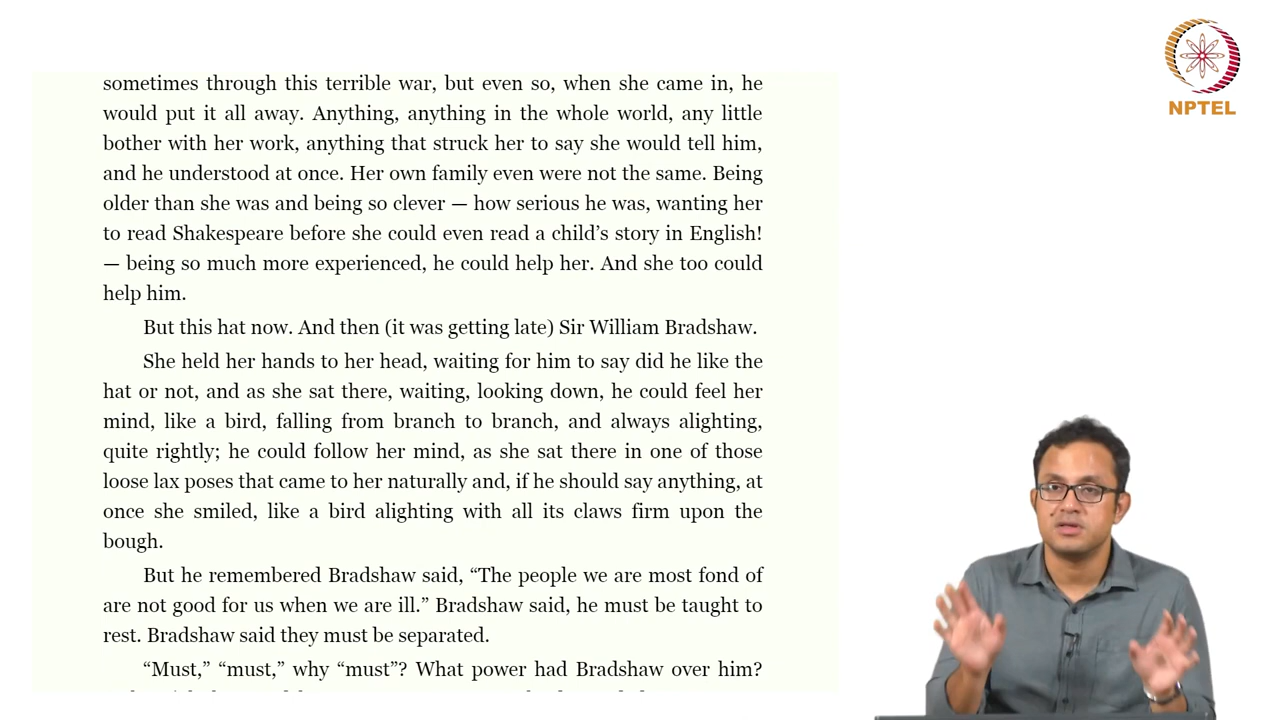 sometimes through this terrible war, but even so, when she came in, he
would put it all away. Anything, anything in the whole world, any little
bother with her work, anything that struck her to say she would tell him,
and he understood at once. Her own family even were not the same. Being
older than she was and being so clever — how serious he was, wanting her
to read Shakespeare before she could even read a child’s story in English!
— being so much more experienced, he could help her. And she too could
help him.
But this hat now. And then (it was getting late) Sir William Bradshaw.
She held her hands to her head, waiting for him to say did he like the
hat or not, and as she sat there, waiting, looking down, he could feel her
mind, like a bird, falling from branch to branch, and always alighting,
quite rightly; he could follow her mind, as she sat there in one of those
loose lax poses that came to her naturally and, if he should say anything, at
once she smiled, like a bird alighting with all its claws firm upon the
bough.
But he remembered Bradshaw said, “The people we are most fond of
are not good for us when we are ill.” Bradshaw said, he must be taught to
rest. Bradshaw said they must be separated.
“Must,” “must,” why “must”? What power had Bradshaw over him?
NPTEL